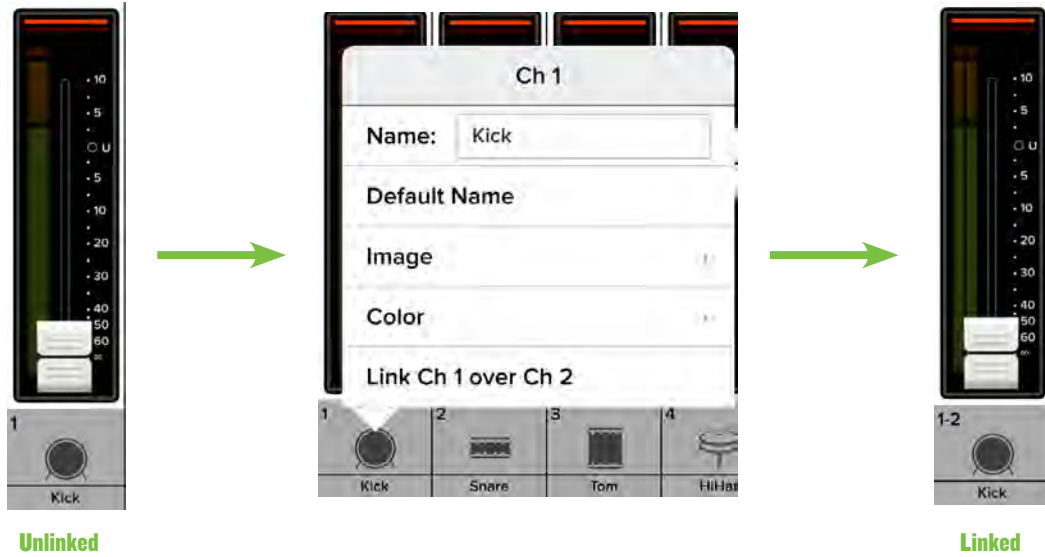 10
5
U
5
10
20
30
40
50
60
∞
1
Kick
Unlinked
Ch 1
Name: Kick
Default Name
Image
Color
Link Ch 1 over Ch 2
1 2 3 4
Kick Snare Tom HiHat
10
5
U
5
10
20
30
40
50
60
∞
1-2
Kick
Linked